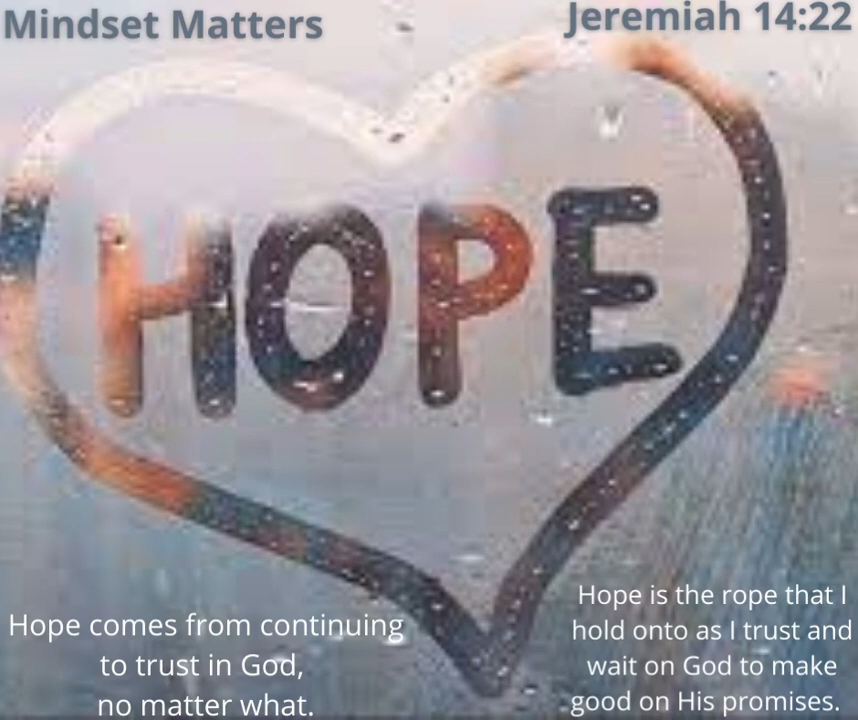 Mindset Matters
Jeremiah 14:22
HOPE
Hope comes from continuing
to trust in God,
no matter what.
Hope is the rope that I
hold onto as I trust and
wait on God to make
good on His promises.